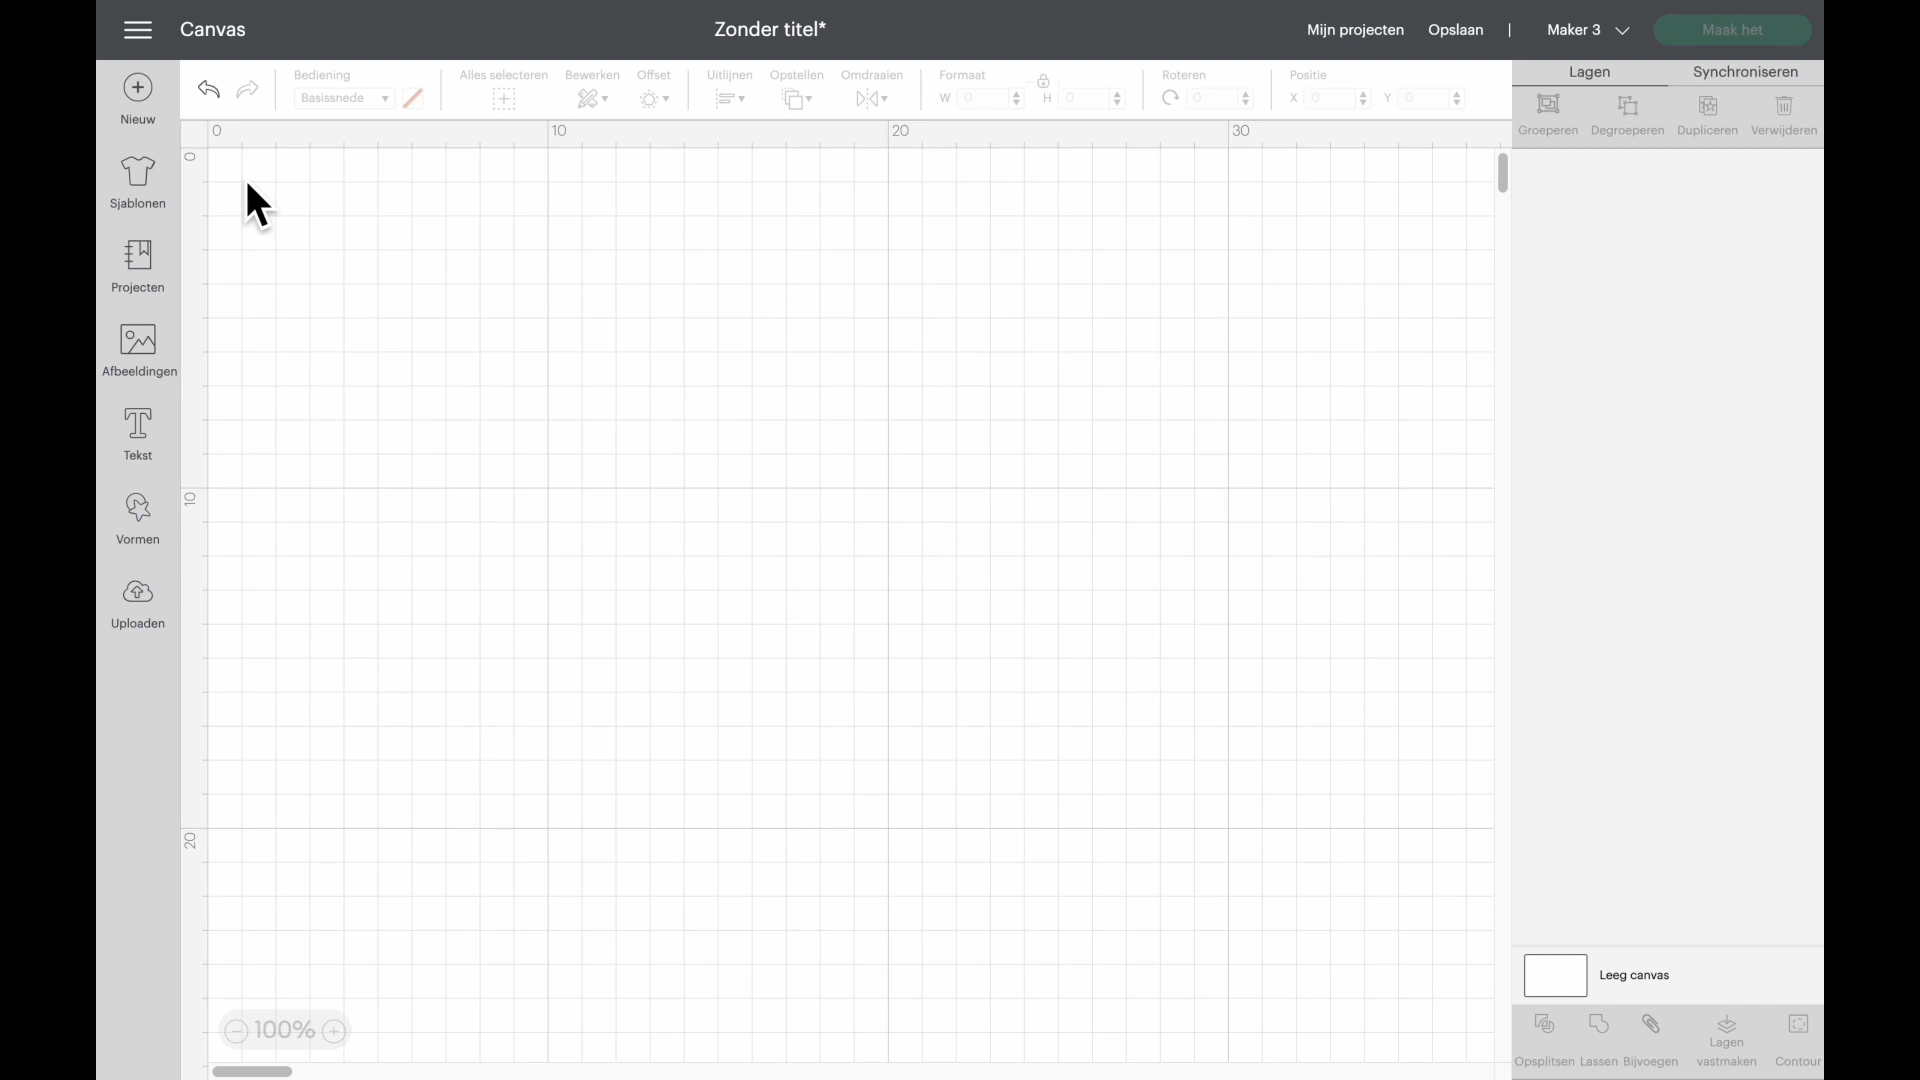 Canvas
Zonder titel*
Mijn projecten
Opslaan
|
Maker 3
Maak het
Nieuw
Sjablonen
Projecten
Afbeeldingen
Tekst
Vormen
Uploaden
Bediening
Basissnede
Alles selecteren
Bewerken
Offset
Uitlijnen
Opstellen
Omdraaien
Formaat
W 0
H 0
Roteren
0
Positie
X 0
Y 0
0 10 20 30
0
10
20
100%
Lagen
Synchroniseren
Groeperen
Degroeperen
Dupliceren
Verwijderen
Leeg canvas
Opsplitsen
Lassen
Bijvoegen
Lagen
vastmaken
Contour